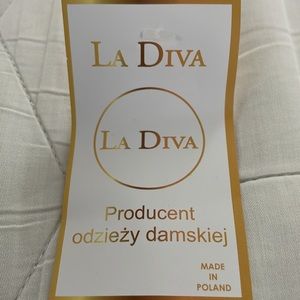 LA DIVA
LA DIVA
Producent
odzieży damskiej
MADE
IN
POLAND